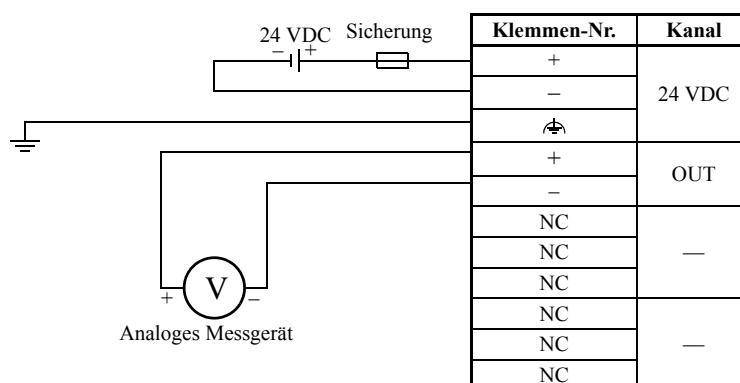 24 VDC Sicherung
− +
Klemmen-Nr. Kanal
+
− 24 VDC
+
− OUT
NC
NC —
NC
NC
NC —
NC
+ V −
Analoges Messgerät